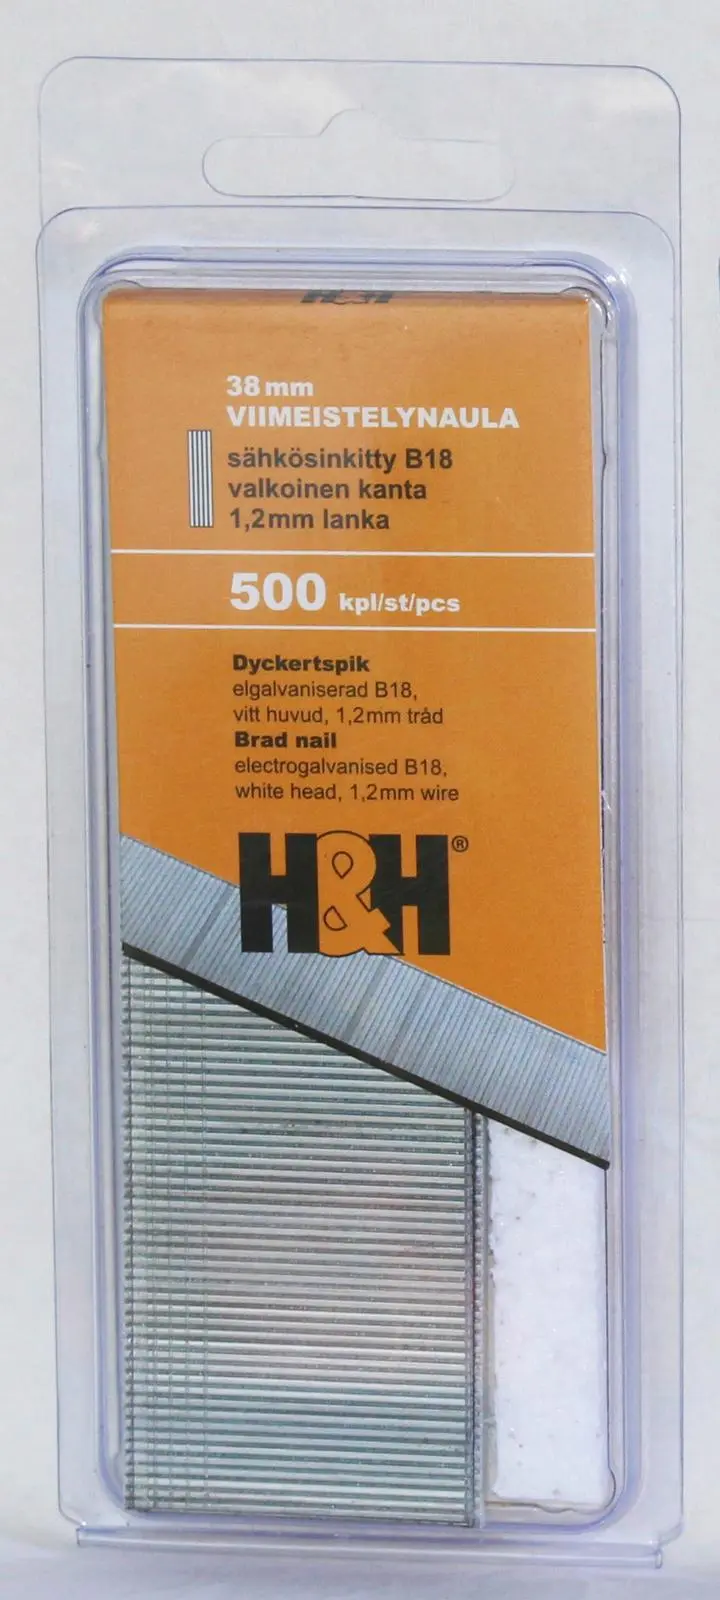 H&H
38 mm
VIIMEISTELYNAULA
sähkösinkitty B18
valkoinen kanta
1,2mm lanka
500 kpl/st/pcs
Dyckertspik
elgalvaniserad B18,
vitt huvud, 1,2mm tråd
Brad nail
electrogalvanised B18,
white head, 1,2mm wire
H&H®